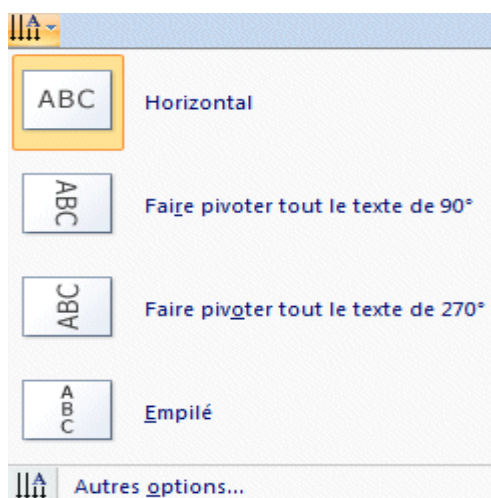 A
ABC Horizontal
ABC Faire pivoter tout le texte de 90°
ABC Faire pivoter tout le texte de 270°
A
B
C
Empilé
A Autres options...